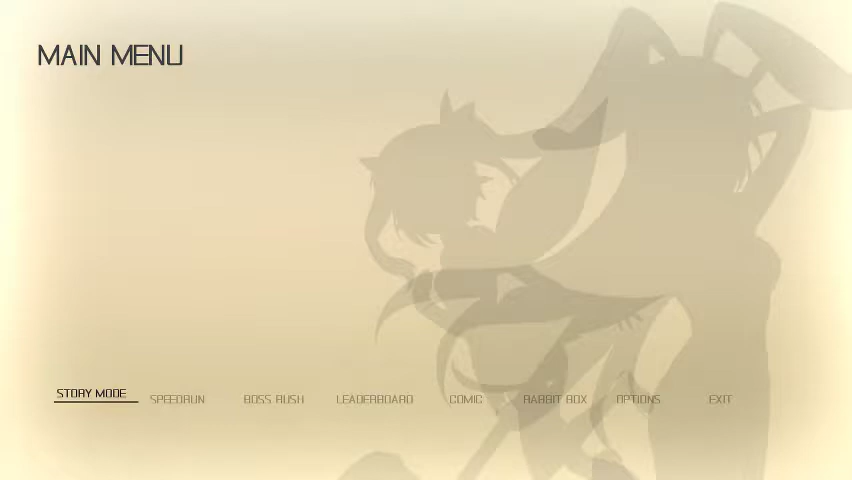 MAIN MENU
STORY MODE SPEEDRUN BOSS RUSH LEADERBOARD COMIC RABBIT BOX OPTIONS EXIT